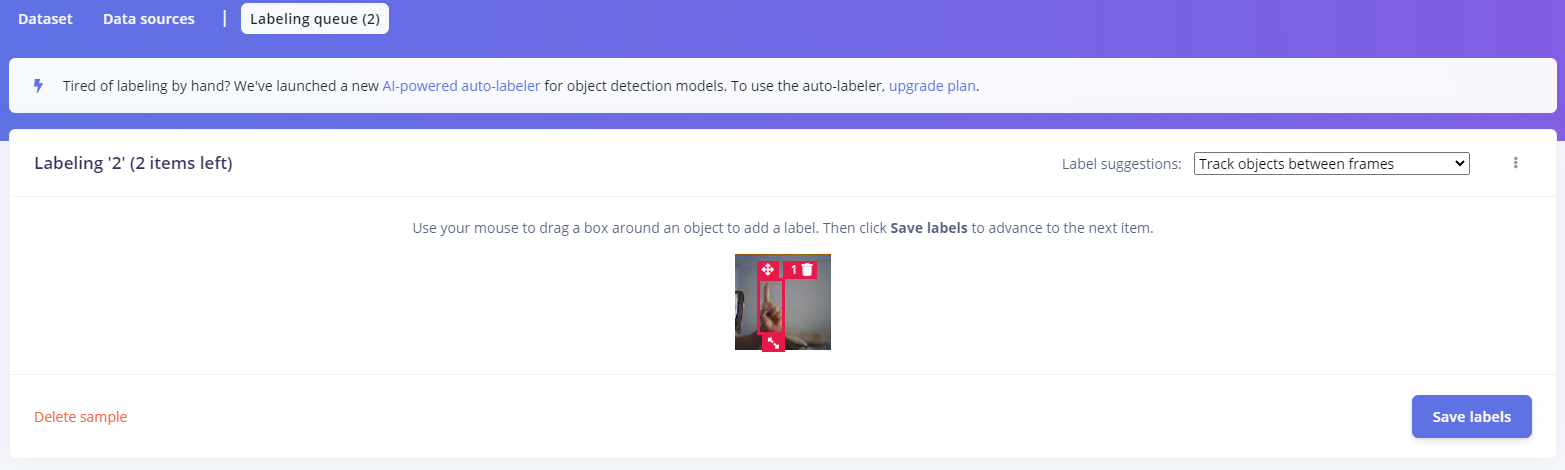 Dataset Data sources | Labeling queue (2)
Tired of labeling by hand? We've launched a new AI-powered auto-labeler for object detection models. To use the auto-labeler, upgrade plan.
Labeling '2' (2 items left)
Label suggestions: Track objects between frames
Use your mouse to drag a box around an object to add a label. Then click Save labels to advance to the next item.
1
Delete sample
Save labels